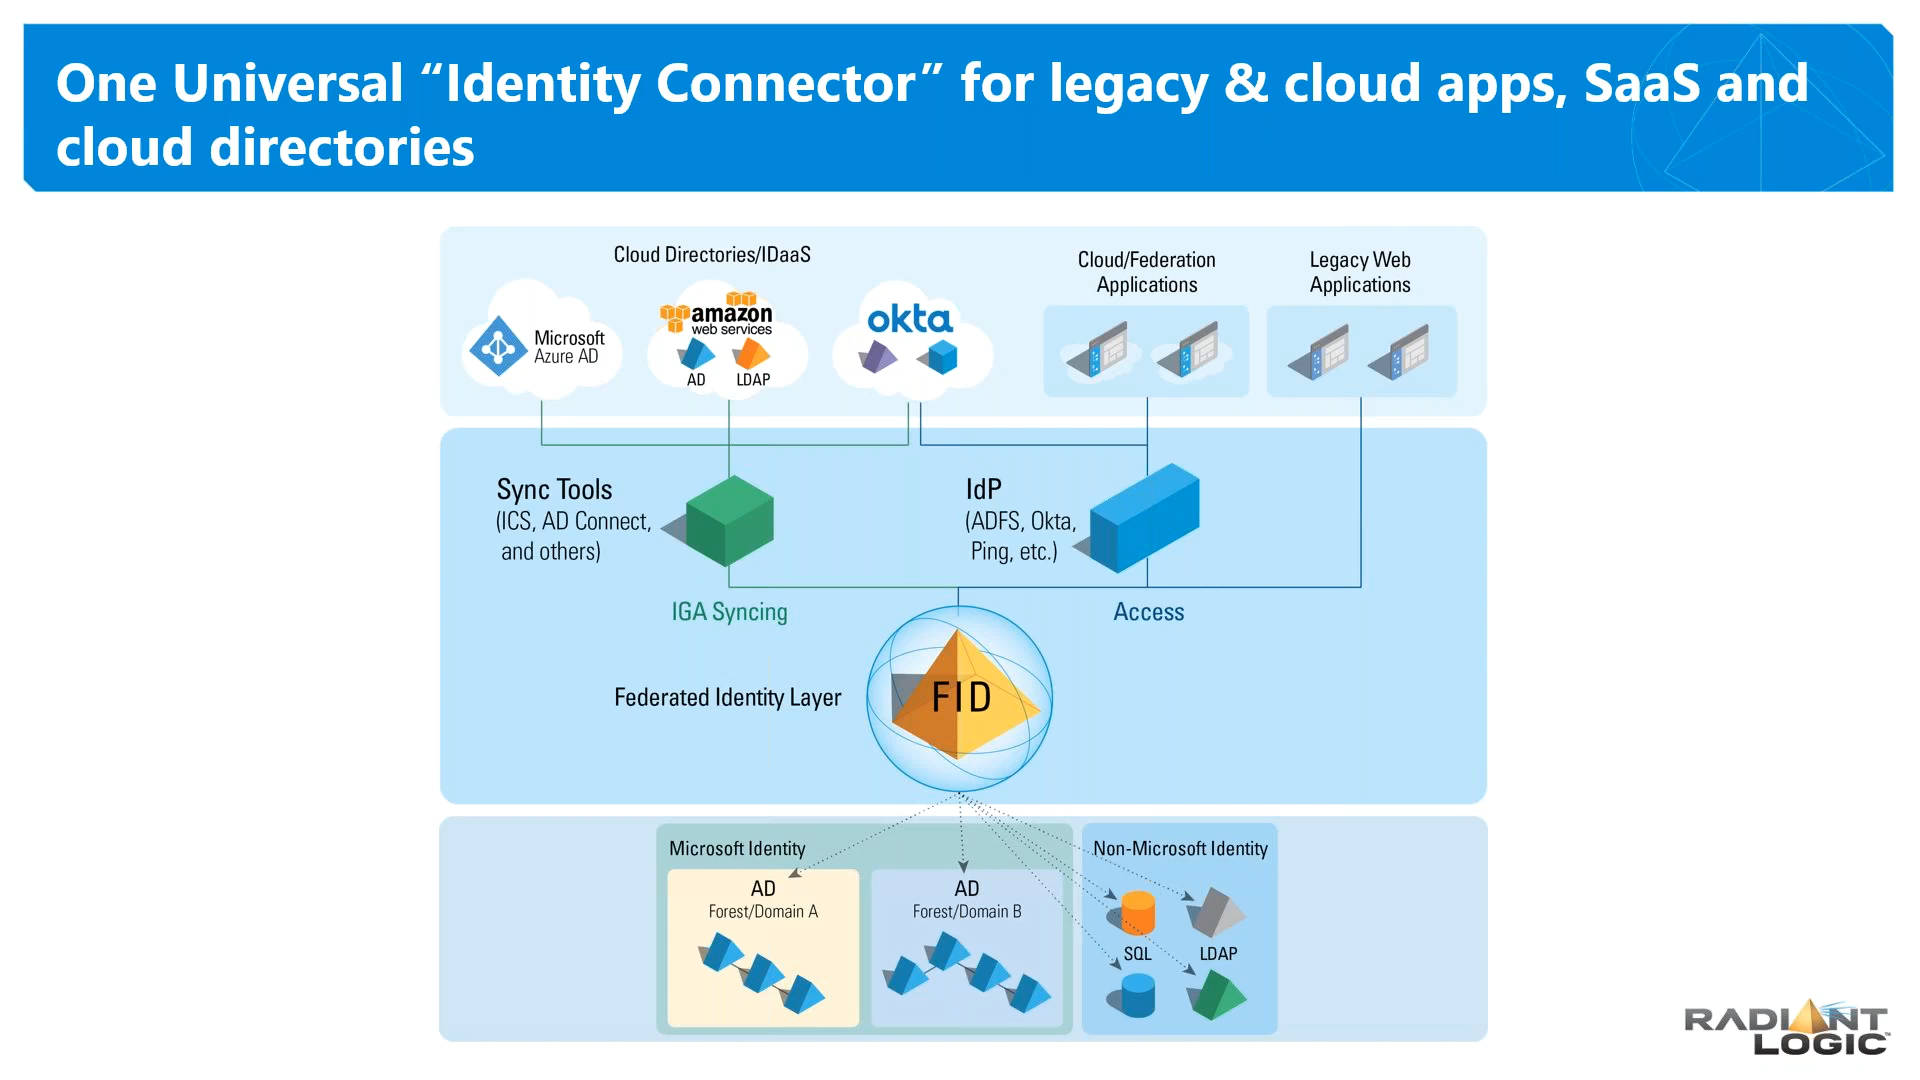 One Universal “Identity Connector” for legacy & cloud apps, SaaS and
cloud directories
Cloud Directories/IDaaS
Cloud/Federation
Applications
Legacy Web
Applications
Microsoft
Azure AD
amazon
web services
AD
LDAP
okta
Sync Tools
(ICS, AD Connect,
and others)
IdP
(ADFS, Okta,
Ping, etc.)
IGA Syncing
Access
Federated Identity Layer
FID
Microsoft Identity
AD
Forest/Domain A
AD
Forest/Domain B
Non-Microsoft Identity
SQL
LDAP
RADIANT
LOGIC™